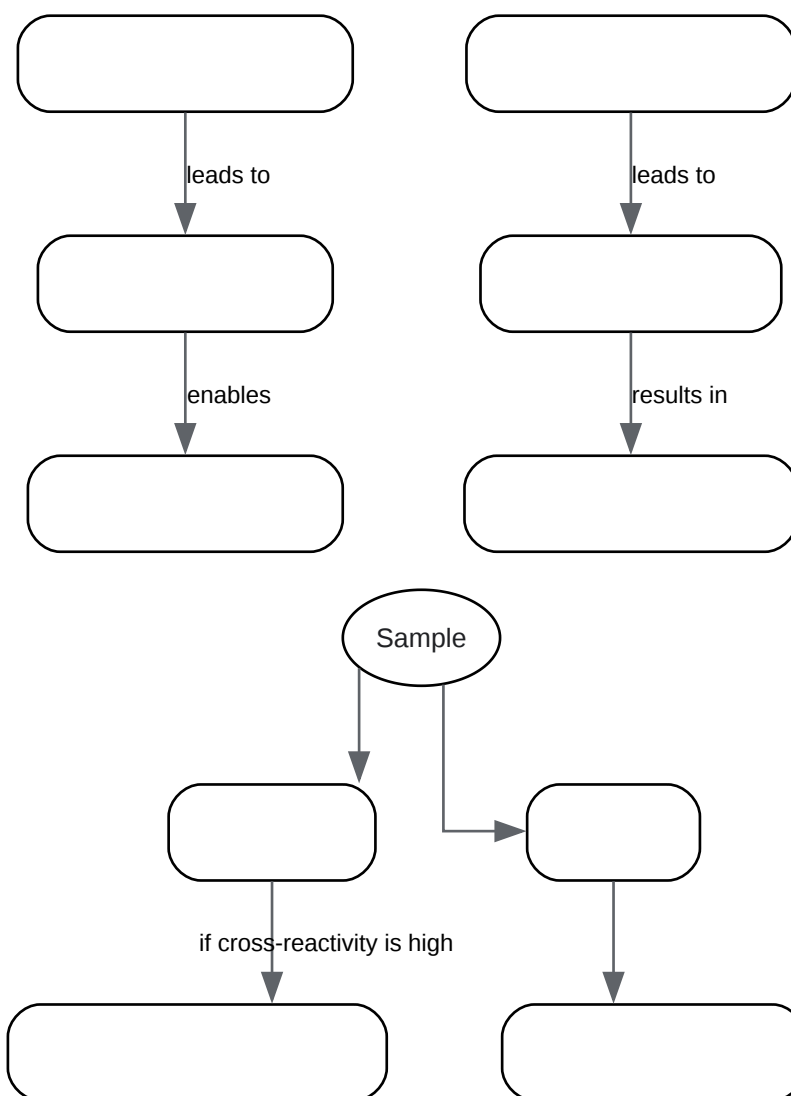 leads to
leads to
enables
results in
Sample
if cross-reactivity is high